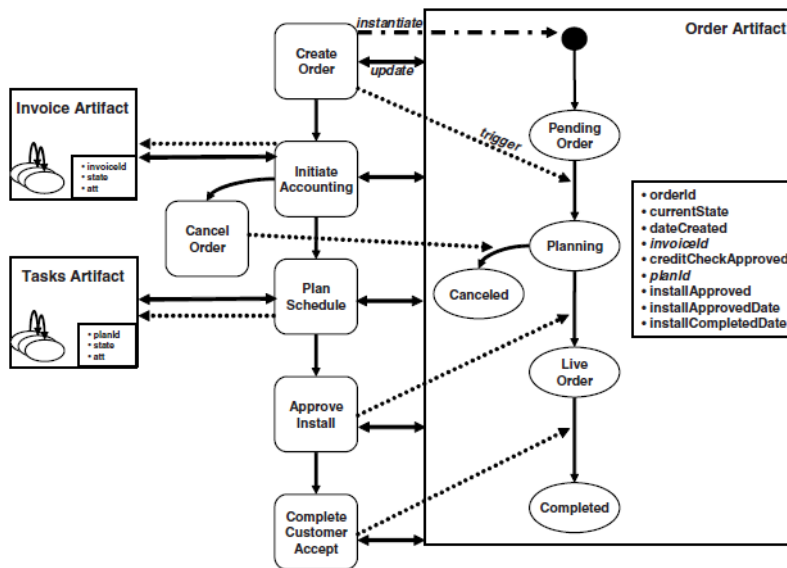 instantiate
Order Artifact
Create
Order
update
Invoice Artifact
• invoiceId
• state
• att
trigger
Pending
Order
Initiate
Accounting
• orderId
• currentState
• dateCreated
• invoiceId
• creditCheckApproved
• planId
• installApproved
• installApprovedDate
• installCompletedDate
Cancel
Order
Planning
Tasks Artifact
• planId
• state
• att
Plan
Schedule
Canceled
Live
Order
Approve
Install
Completed
Complete
Customer
Accept